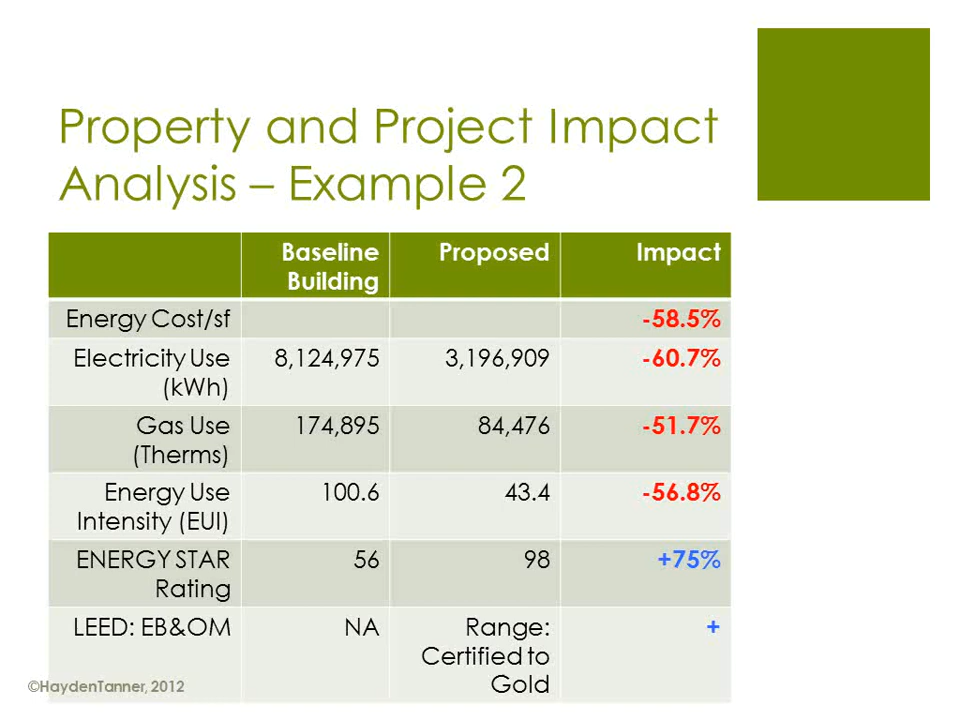 Property and Project Impact
Analysis – Example 2
Baseline Building Proposed Impact
Energy Cost/sf -58.5%
Electricity Use (kWh) 8,124,975 3,196,909 -60.7%
Gas Use (Therms) 174,895 84,476 -51.7%
Energy Use Intensity (EUI) 100.6 43.4 -56.8%
ENERGY STAR Rating 56 98 +75%
LEED: EB&OM NA Range: Certified to Gold +
©HaydenTanner, 2012